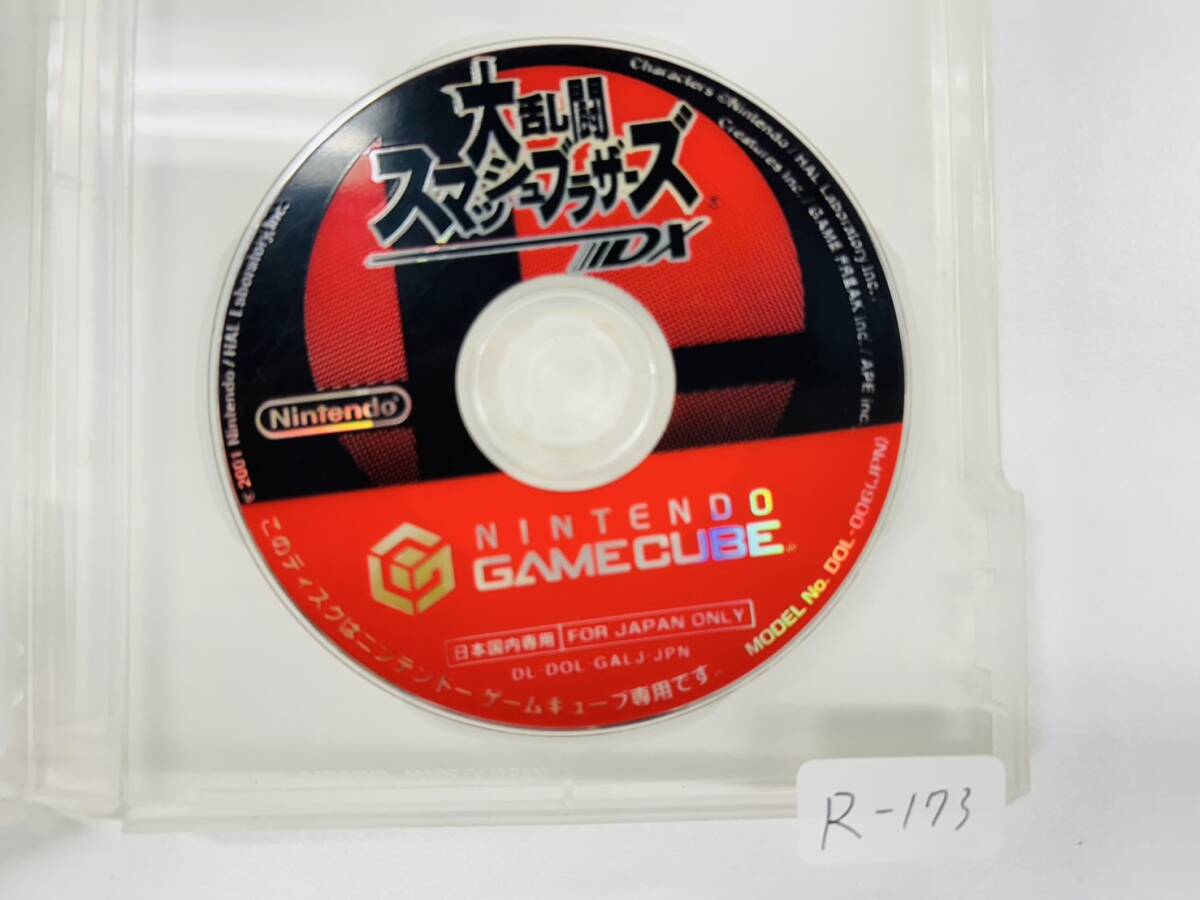 大乱闘
スマッシュブラザーズ
DX
Characters ©Nintendo / HAL Laboratory, Inc. /
Creatures inc. / GAME FREAK inc. / APE inc.
© 2001 Nintendo / HAL Laboratory, Inc.
Nintendo®
NINTENDO
GAMECUBE
日本国内専用 FOR JAPAN ONLY
DL-DOL-GALJ-JPN
MODEL No. DOL-006(JPN)
このディスクはニンテンドー ゲームキューブ専用です。
R-173